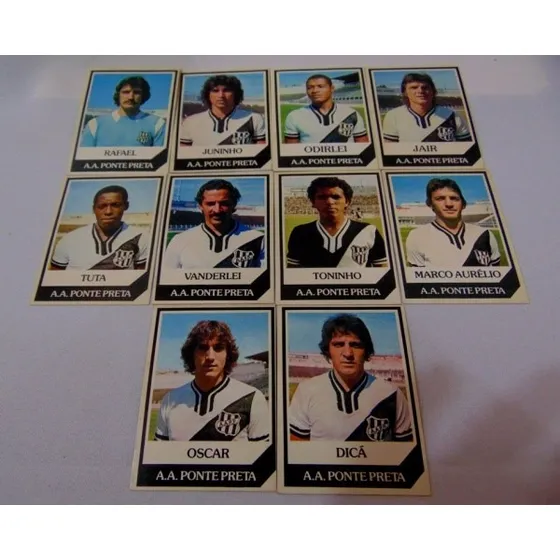 RAFAEL
A.A. PONTE PRETA
JUNINHO
A.A. PONTE PRETA
ODIRLEI
A.A. PONTE PRETA
JAIR
A.A. PONTE PRETA
TUTA
A.A. PONTE PRETA
VANDERLEI
A.A. PONTE PRETA
TONINHO
A.A. PONTE PRETA
MARCO AURÉLIO
A.A. PONTE PRETA
OSCAR
A.A. PONTE PRETA
DICÁ
A.A. PONTE PRETA